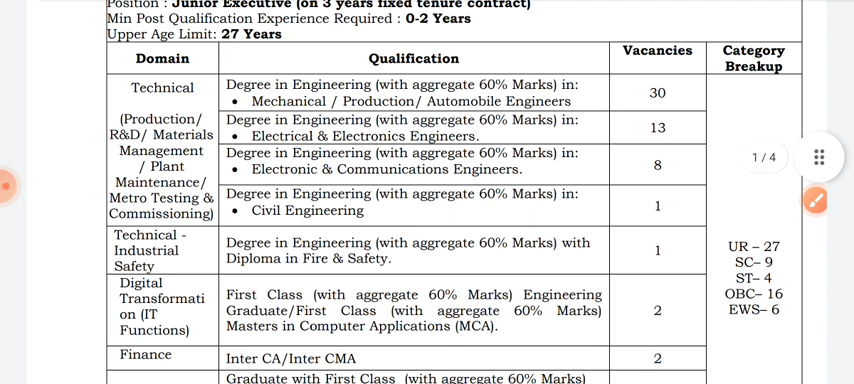 Position : Junior Executive (on 3 years fixed tenure contract)
Min Post Qualification Experience Required : 0-2 Years
Upper Age Limit: 27 Years
Domain
Qualification
Vacancies
Category
Breakup
Technical
(Production/
R&D/ Materials
Management
/ Plant
Maintenance/
Metro Testing &
Commissioning)
Degree in Engineering (with aggregate 60% Marks) in:
• Mechanical / Production/ Automobile Engineers
30
Degree in Engineering (with aggregate 60% Marks) in:
• Electrical & Electronics Engineers.
13
Degree in Engineering (with aggregate 60% Marks) in:
• Electronic & Communications Engineers.
8
Degree in Engineering (with aggregate 60% Marks) in:
• Civil Engineering
1
Technical -
Industrial
Safety
Degree in Engineering (with aggregate 60% Marks) with
Diploma in Fire & Safety.
1
Digital
Transformati
on (IT
Functions)
First Class (with aggregate 60% Marks) Engineering
Graduate/First Class (with aggregate 60% Marks)
Masters in Computer Applications (MCA).
2
Finance
Inter CA/Inter CMA
2
Graduate with First Class (with aggregate 60% Marks)
UR – 27
SC– 9
ST– 4
OBC– 16
EWS– 6
1 / 4